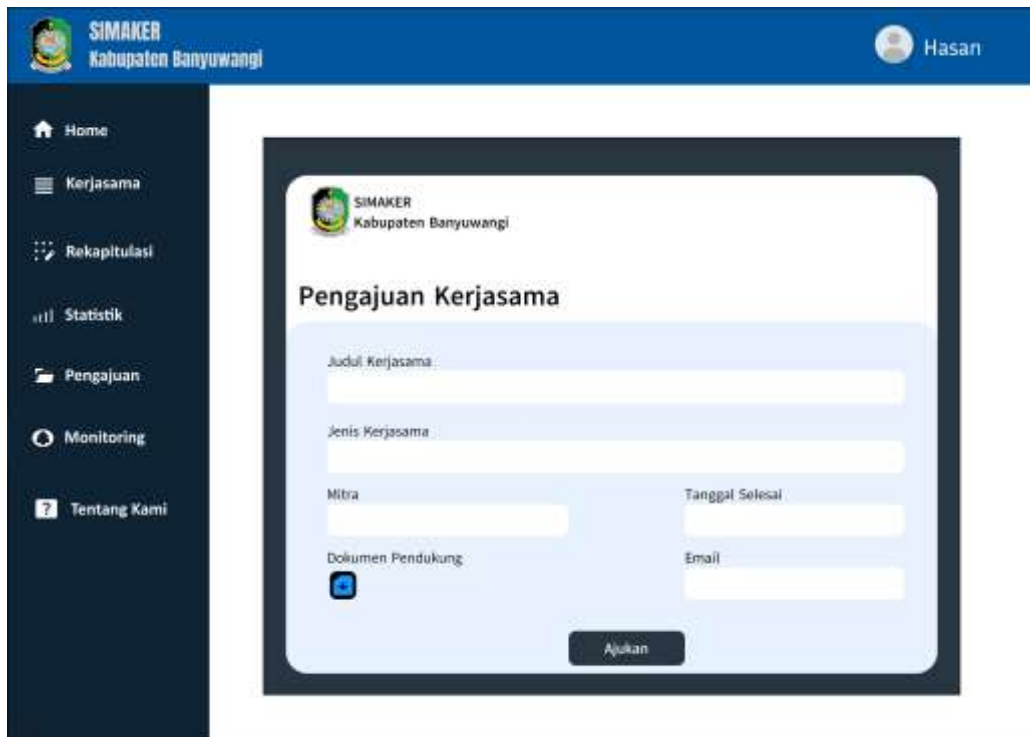 SIMAKER
Kabupaten Banyuwangi
Hasan
Home
Kerjasama
Rekapitulasi
Statistik
Pengajuan
Monitoring
? Tentang Kami
SIMAKER
Kabupaten Banyuwangi
Pengajuan Kerjasama
Judul Kerjasama
Jenis Kerjasama
Mitra
Tanggal Selesai
Dokumen Pendukung
Email
Ajukan